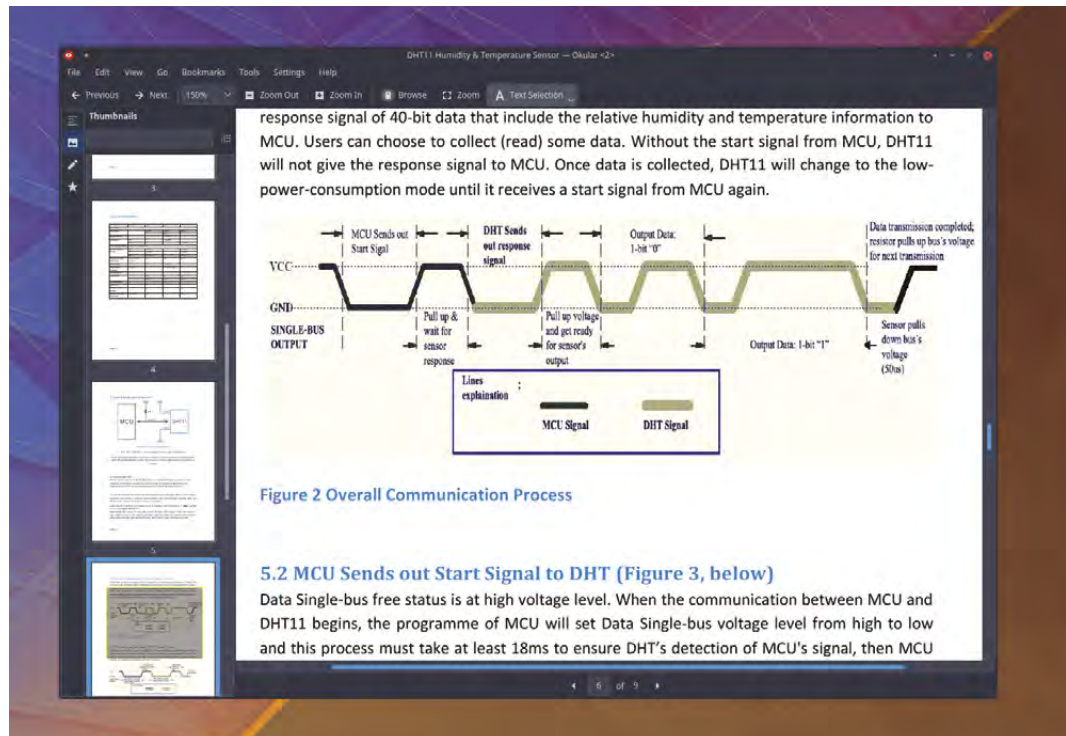 DHT11 Humidity & Temperature Sensor — Okular <2>
File Edit View Go Bookmarks Tools Settings Help
Previous Next 150% Zoom Out Zoom In Browse Zoom Text Selection
Thumbnails
response signal of 40-bit data that include the relative humidity and temperature information to
MCU. Users can choose to collect (read) some data. Without the start signal from MCU, DHT11
will not give the response signal to MCU. Once data is collected, DHT11 will change to the low-
power-consumption mode until it receives a start signal from MCU again.
3
4
MCU
DHT11
5
MCU Sends out
Start Sigal
DHT Sends
out response
signal
Output Data:
1-bit "0"
Data transmission completed;
resistor pulls up bus's voltage
for next transmission
VCC
GND
SINGLE-BUS
OUTPUT
Pull up &
wait for
sensor
response
Pull up voltage
and get ready
for sensor's
output
Output Data: 1-bit "1"
Sensor pulls
down bus's
voltage
(50us)
Lines
explaination :
MCU Signal DHT Signal
Figure 2 Overall Communication Process
5.2 MCU Sends out Start Signal to DHT (Figure 3, below)
Data Single-bus free status is at high voltage level. When the communication between MCU and
DHT11 begins, the programme of MCU will set Data Single-bus voltage level from high to low
and this process must take at least 18ms to ensure DHT's detection of MCU's signal, then MCU
6 of 9